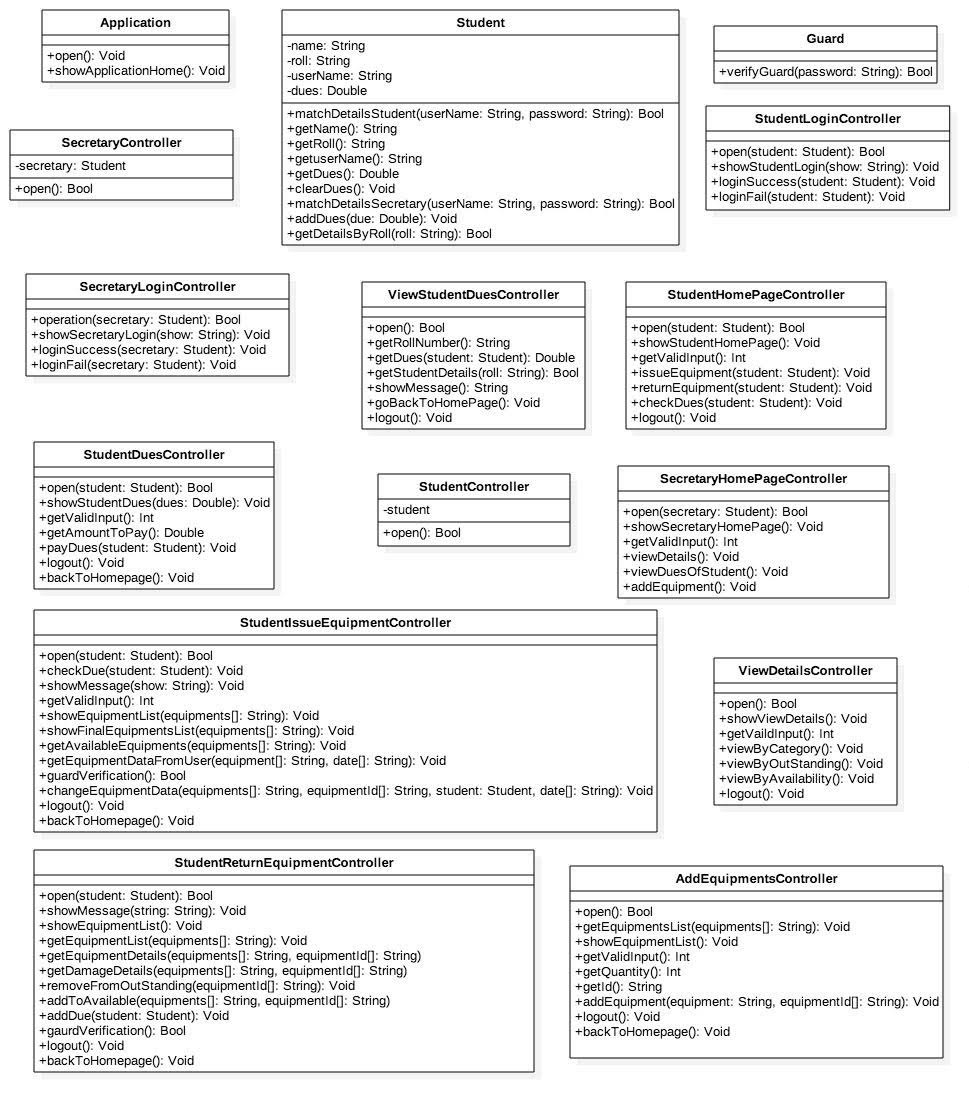 Application
+open(): Void
+showApplicationHome(): Void
Student
-name: String
-roll: String
-userName: String
-dues: Double
+matchDetailsStudent(userName: String, password: String): Bool
+getName(): String
+getRoll(): String
+getuserName(): String
+getDues(): Double
+clearDues(): Void
+matchDetailsSecretary(userName: String, password: String): Bool
+addDues(due: Double): Void
+getDetailsByRoll(roll: String): Bool
Guard
+verifyGuard(password: String): Bool
SecretaryController
-secretary: Student
+open(): Bool
StudentLoginController
+open(student: Student): Bool
+showStudentLogin(show: String): Void
+loginSuccess(student: Student): Void
+loginFail(student: Student): Void
SecretaryLoginController
+operation(secretary: Student): Bool
+showSecretaryLogin(show: String): Void
+loginSuccess(secretary: Student): Void
+loginFail(secretary: Student): Void
ViewStudentDuesController
+open(): Bool
+getRollNumber(): String
+getDues(student: Student): Double
+getStudentDetails(roll: String): Bool
+showMessage(): String
+goBackToHomePage(): Void
+logout(): Void
StudentHomePageController
+open(student: Student): Bool
+showStudentHomePage(): Void
+getValidInput(): Int
+issueEquipment(student: Student): Void
+returnEquipment(student: Student): Void
+checkDues(student: Student): Void
+logout(): Void
StudentDuesController
+open(student: Student): Bool
+showStudentDues(dues: Double): Void
+getValidInput(): Int
+getAmountToPay(): Double
+payDues(student: Student): Void
+logout(): Void
+backToHomepage(): Void
StudentController
-student
+open(): Bool
SecretaryHomePageController
+open(secretary: Student): Bool
+showSecretaryHomePage(): Void
+getValidInput(): Int
+viewDetails(): Void
+viewDuesOfStudent(): Void
+addEquipment(): Void
StudentIssueEquipmentController
+open(student: Student): Bool
+checkDue(student: Student): Void
+showMessage(show: String): Void
+getValidInput(): Int
+showEquipmentList(equipments[]: String): Void
+showFinalEquipmentsList(equipments[]: String): Void
+getAvailableEquipments(equipments[]: String): Void
+getEquipmentDataFromUser(equipment[]: String, date[]: String): Void
+guardVerification(): Bool
+changeEquipmentData(equipments[]: String, equipmentId[]: String, student: Student, date[]: String): Void
+logout(): Void
+backToHomepage(): Void
ViewDetailsController
+open(): Bool
+showViewDetails(): Void
+getVaildInput(): Int
+viewByCategory(): Void
+viewByOutStanding(): Void
+viewByAvailability(): Void
+logout(): Void
StudentReturnEquipmentController
+open(student: Student): Bool
+showMessage(string: String): Void
+showEquipmentList(): Void
+getEquipmentList(equipments[]: String): Void
+getEquipmentDetails(equipments[]: String, equipmentId[]: String)
+getDamageDetails(equipments[]: String, equipmentId[]: String)
+removeFromOutStanding(equipmentId[]: String): Void
+addToAvailable(equipments[]: String, equipmentId[]: String)
+addDue(student: Student): Void
+gaurdVerification(): Bool
+logout(): Void
+backToHomepage(): Void
AddEquipmentsController
+open(): Bool
+getEquipmentsList(equipments[]: String): Void
+showEquipmentList(): Void
+getValidInput(): Int
+getQuantity(): Int
+getId(): String
+addEquipment(equipment: String, equipmentId[]: String): Void
+logout(): Void
+backToHomepage(): Void